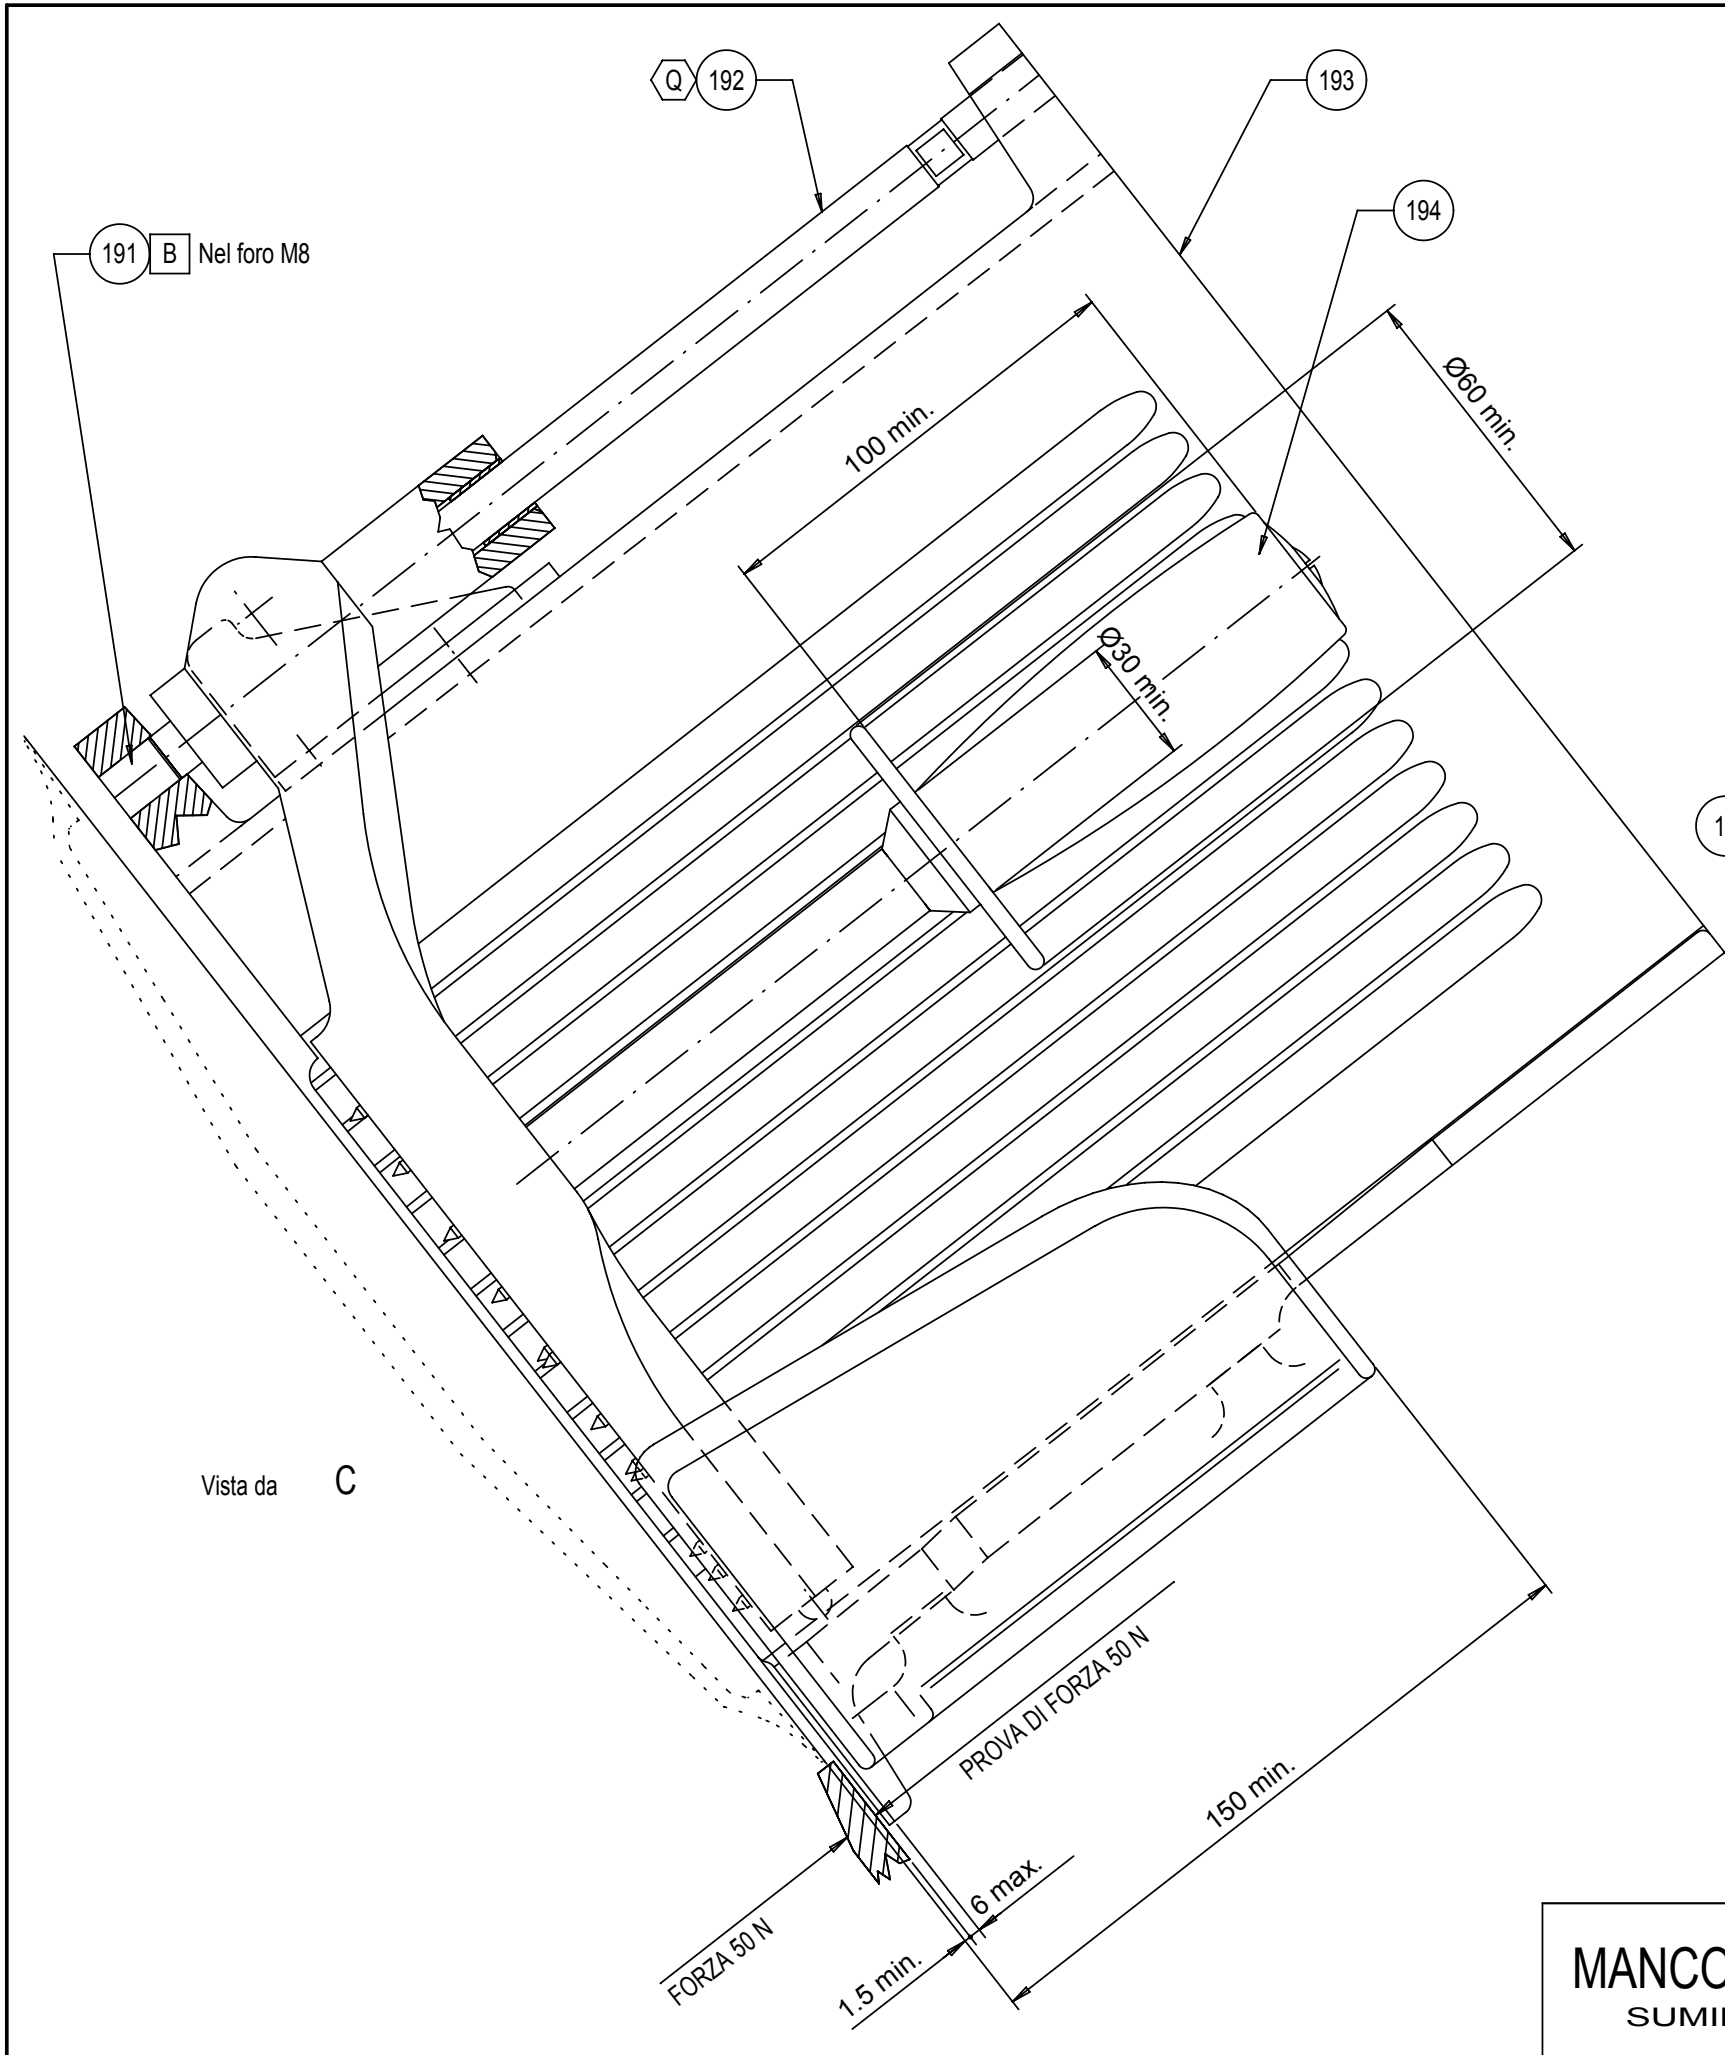 Q 192
193
194
191 B Nel foro M8
Ø60 min.
100 min.
Ø30 min.
1
Vista da C
PROVA DI FORZA 50 N
150 min.
6 max.
FORZA 50 N
1.5 min.
MANCO
SUMI